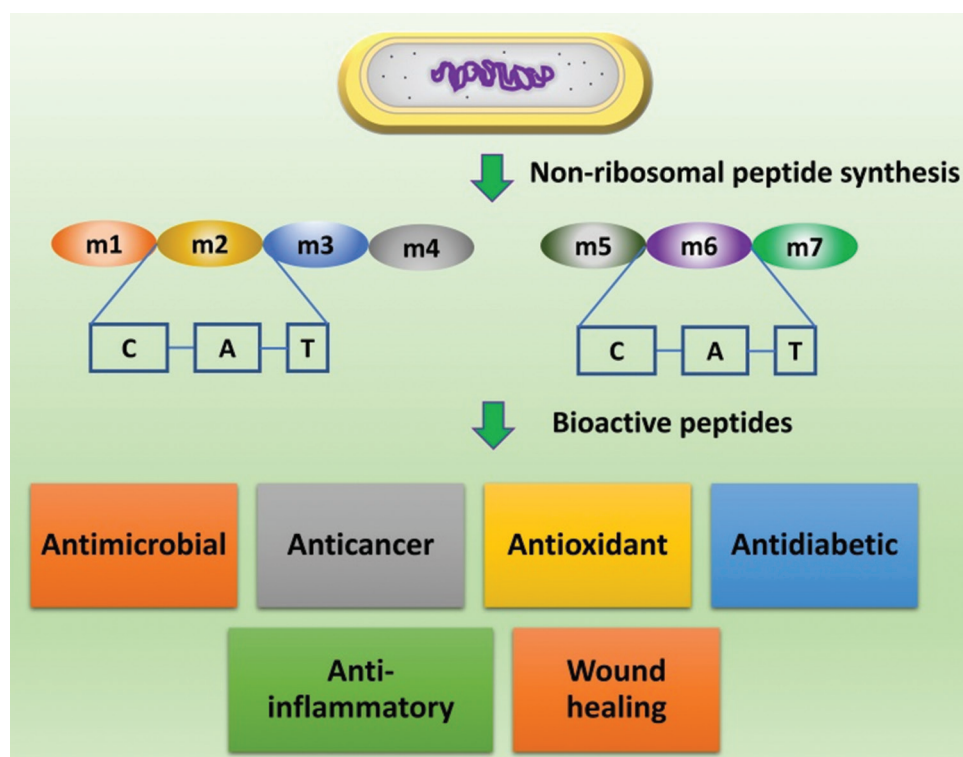 Non-ribosomal peptide synthesis
m1 m2 m3 m4 m5 m6 m7
C A T C A T
Bioactive peptides
Antimicrobial Anticancer Antioxidant Antidiabetic
Anti-
inflammatory
Wound
healing